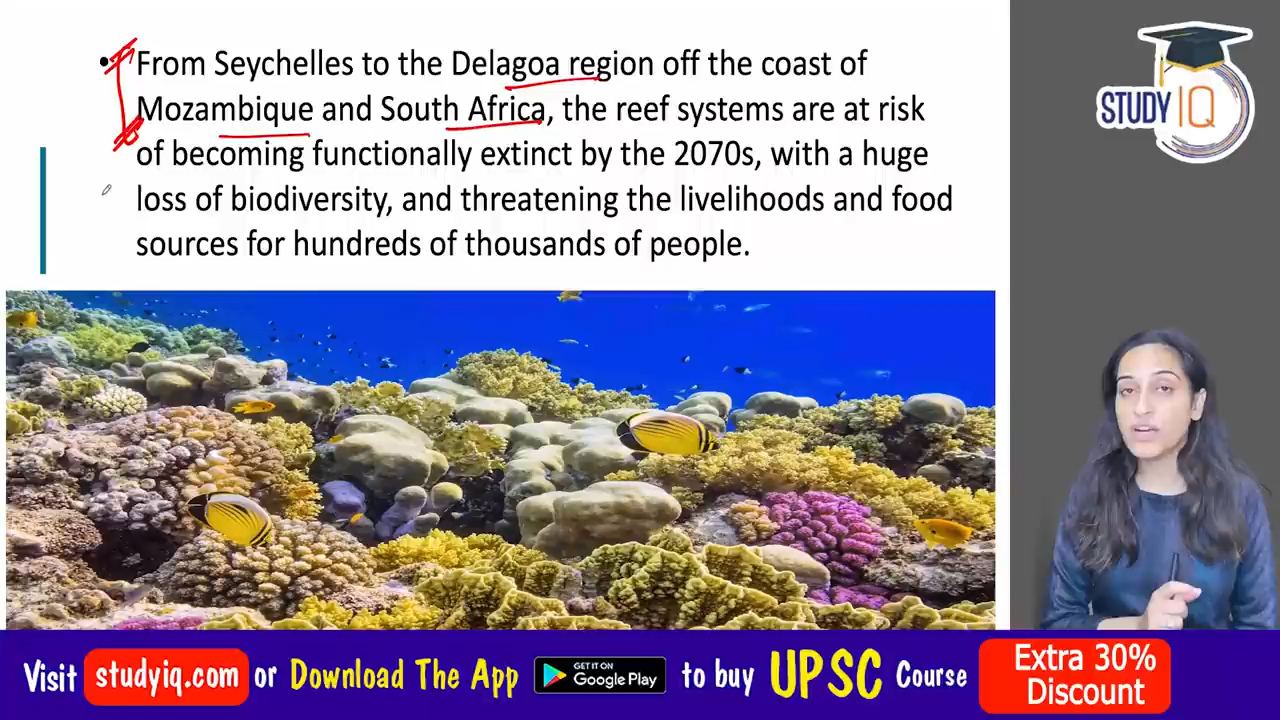 • From Seychelles to the Delagoa region off the coast of
Mozambique and South Africa, the reef systems are at risk
of becoming functionally extinct by the 2070s, with a huge
loss of biodiversity, and threatening the livelihoods and food
sources for hundreds of thousands of people.
STUDY IQ
Visit studyiq.com or Download The App GET IT ON Google Play to buy UPSC Course
Extra 30%
Discount